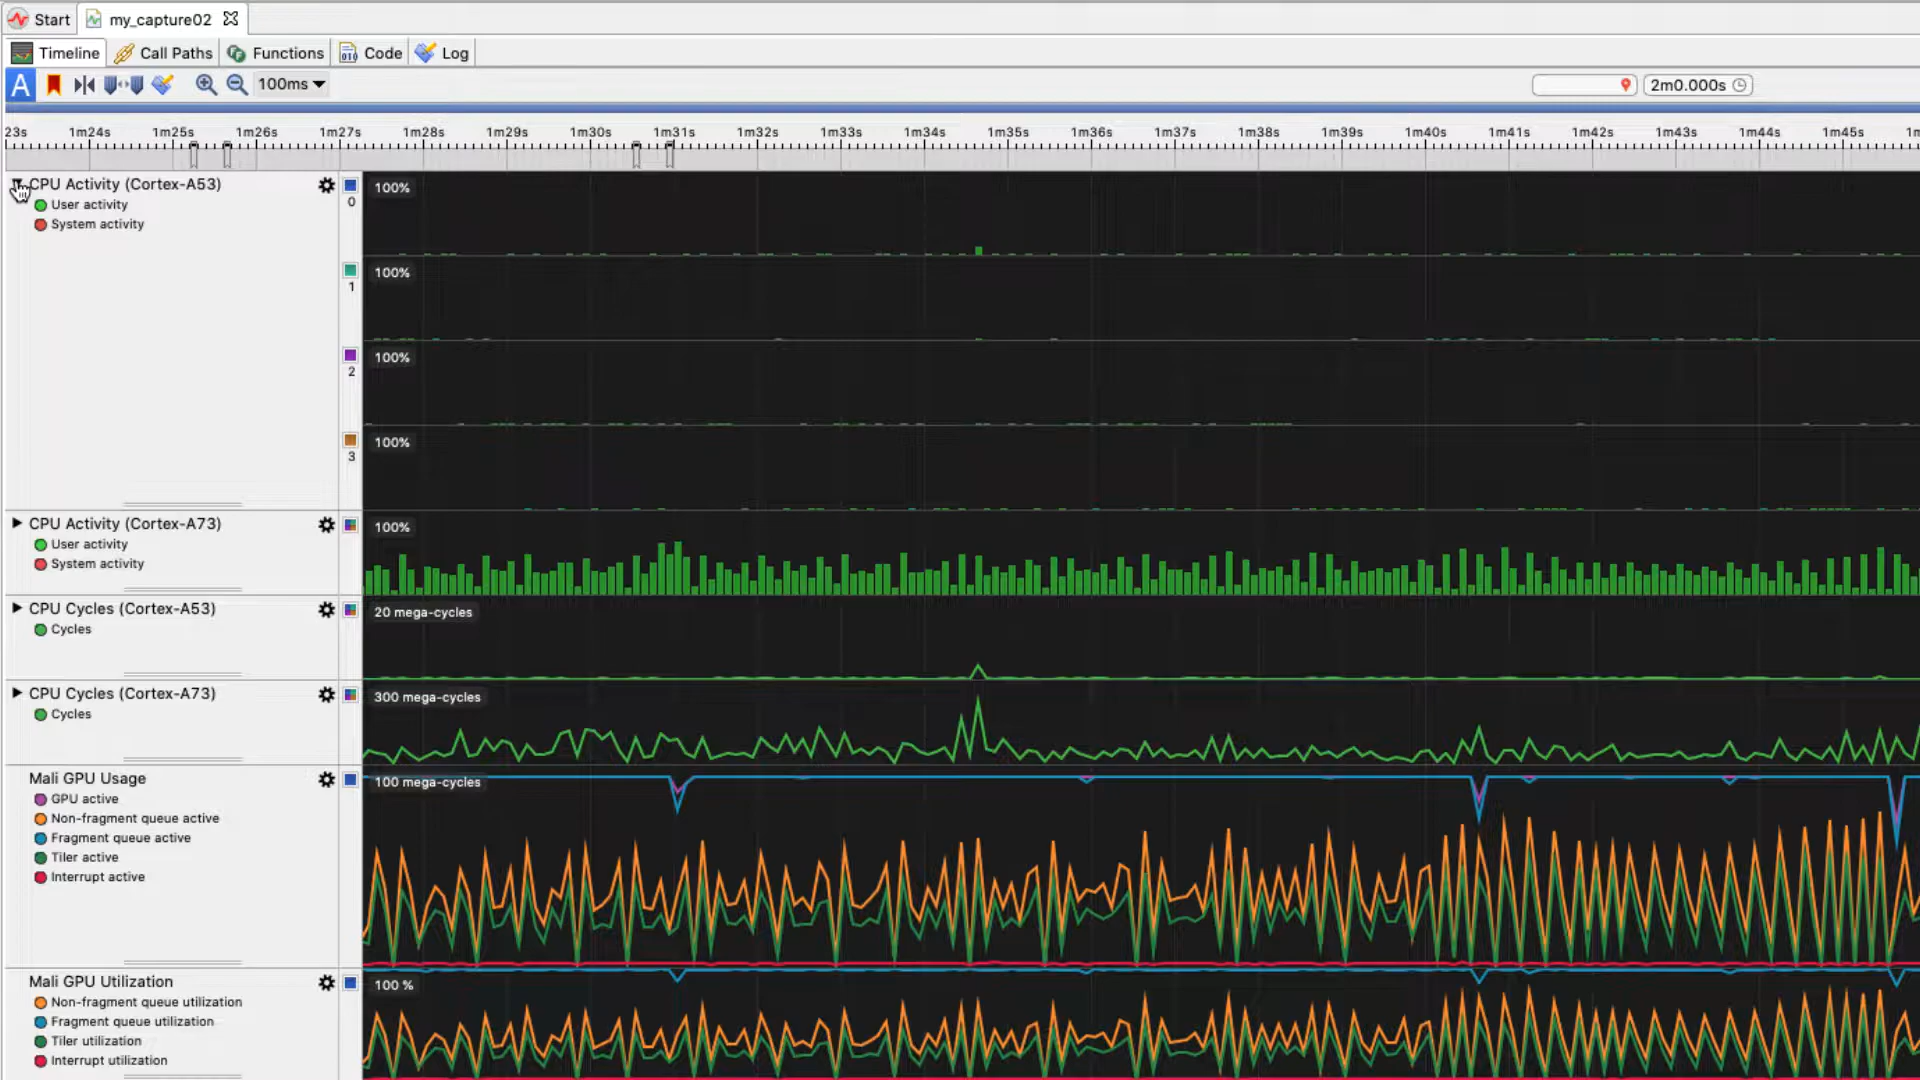 Start my_capture02
Timeline Call Paths Functions Code Log
A 100ms 2m0.000s
23s 1m24s 1m25s 1m26s 1m27s 1m28s 1m29s 1m30s 1m31s 1m32s 1m33s 1m34s 1m35s 1m36s 1m37s 1m38s 1m39s 1m40s 1m41s 1m42s 1m43s 1m44s 1m45s 1m
CPU Activity (Cortex-A53) 100%
User activity 0
System activity
100%
1
100%
2
100%
3
CPU Activity (Cortex-A73) 100%
User activity
System activity
CPU Cycles (Cortex-A53) 20 mega-cycles
Cycles
CPU Cycles (Cortex-A73) 300 mega-cycles
Cycles
Mali GPU Usage 100 mega-cycles
GPU active
Non-fragment queue active
Fragment queue active
Tiler active
Interrupt active
Mali GPU Utilization 100 %
Non-fragment queue utilization
Fragment queue utilization
Tiler utilization
Interrupt utilization